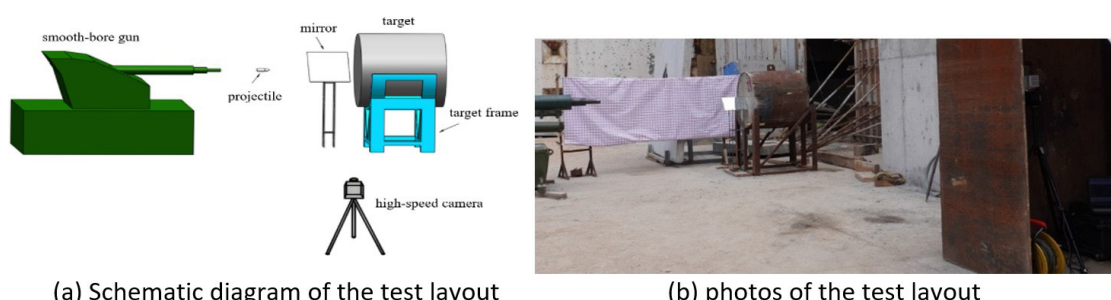 target
mirror
smooth-bore gun
projectile
target frame
high-speed camera
(a) Schematic diagram of the test layout
(b) photos of the test layout